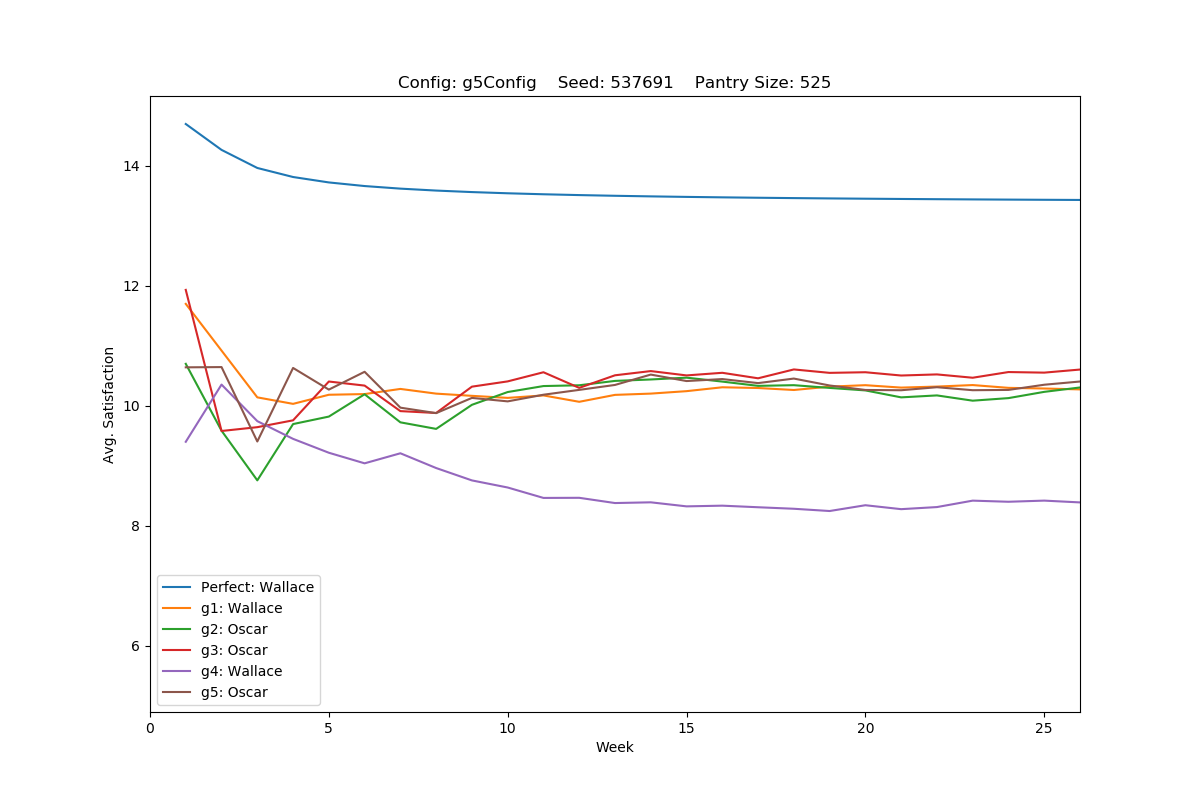 Config: g5Config    Seed: 537691    Pantry Size: 525
Avg. Satisfaction
14
12
10
8
6
Perfect: Wallace
g1: Wallace
g2: Oscar
g3: Oscar
g4: Wallace
g5: Oscar
0 5 10 15 20 25
Week